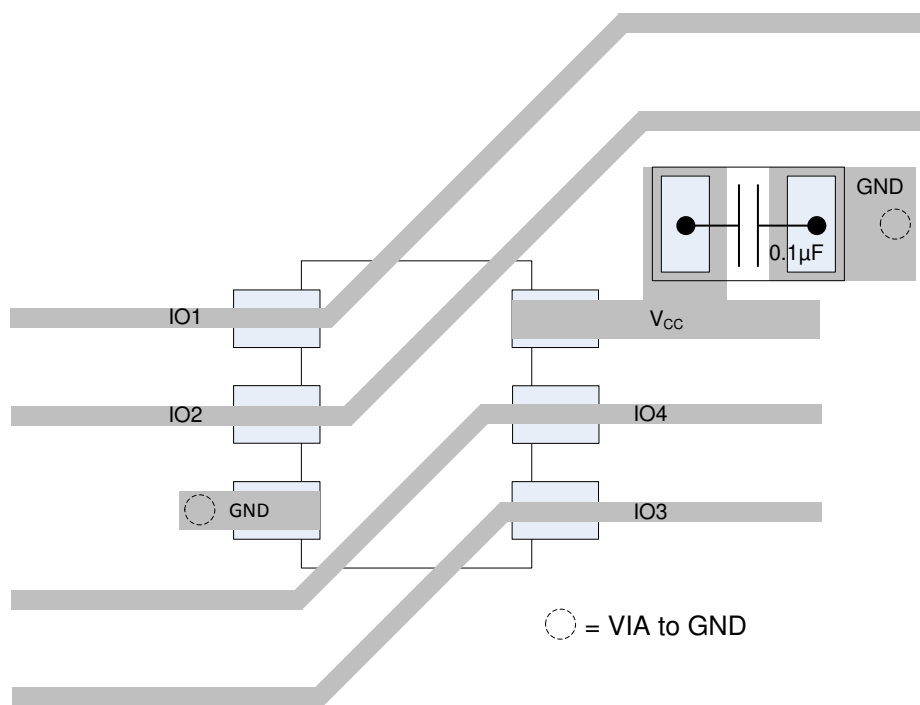 GND
0.1µF
IO1
VCC
IO2
IO4
GND
IO3
= VIA to GND